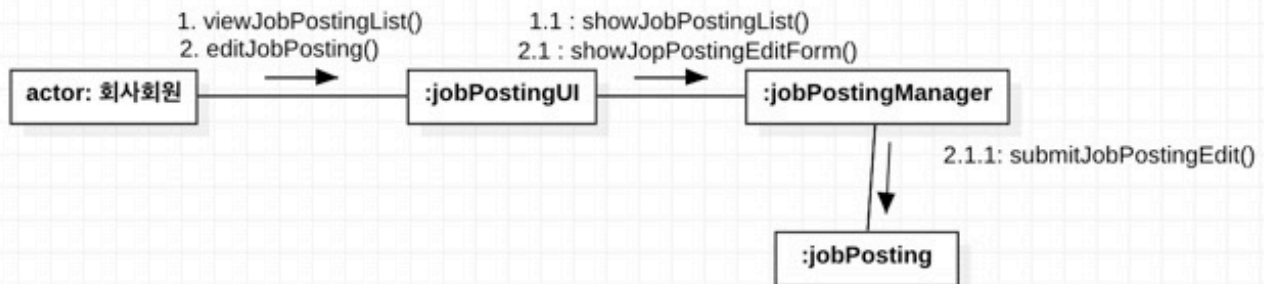 1. viewJobPostingList()
2. editJobPosting()
1.1 : showJobPostingList()
2.1 : showJopPostingEditForm()
actor: 회사회원
:jobPostingUI
:jobPostingManager
2.1.1: submitJobPostingEdit()
:jobPosting